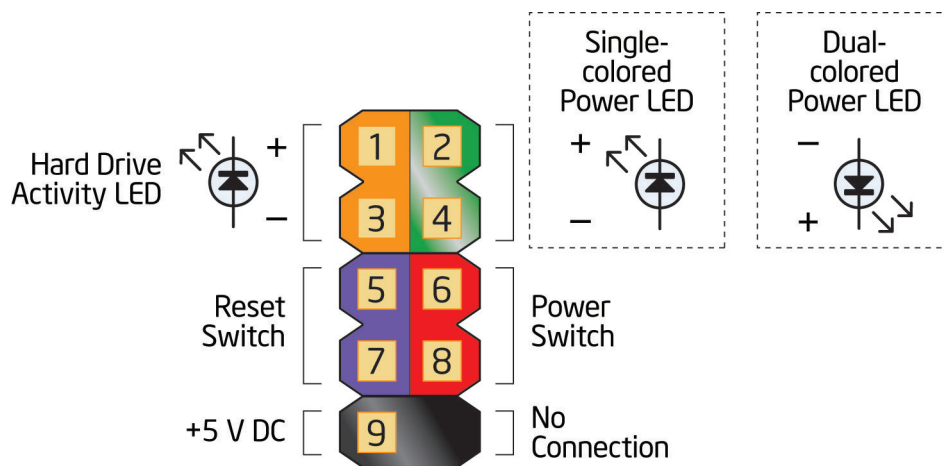 Single-
colored
Power LED
Dual-
colored
Power LED
Hard Drive
Activity LED
+
−
1
2
3
4
+
−
−
+
Reset
Switch
5
6
7
8
Power
Switch
+5 V DC
9
No
Connection